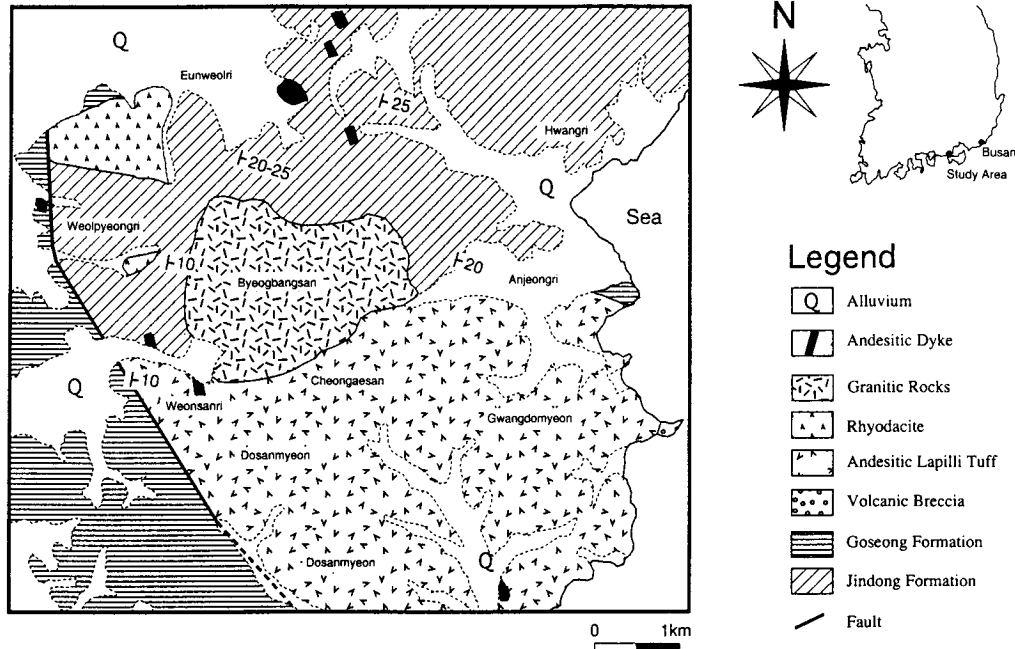 Q
Eunweolri
⊢25
Hwangri
⊢20-25
Q
Weolpyeongri
Sea
⊢10
Byeogbangsan
⊢20
Anjeongri
Q
⊢10
Cheongaesan
Weonsanri
Gwangdomyeon
Dosanmyeon
Dosanmyeon
Q
0 1km
N
Busan
Study Area
Legend
Q Alluvium
Andesitic Dyke
Granitic Rocks
Rhyodacite
Andesitic Lapilli Tuff
Volcanic Breccia
Goseong Formation
Jindong Formation
Fault